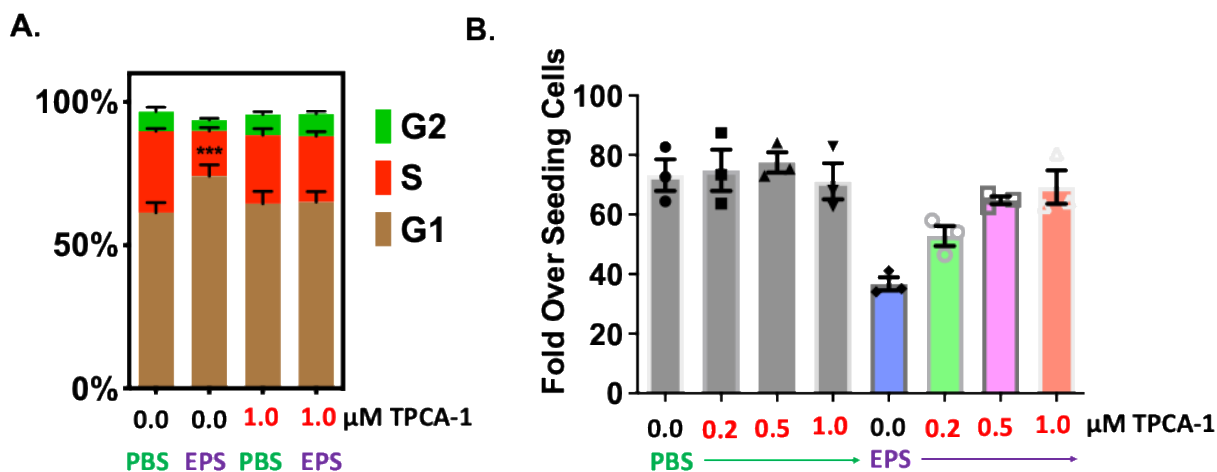 A.
100%
50%
0%
***
G2
S
G1
0.0 0.0 1.0 1.0 μM TPCA-1
PBS EPS PBS EPS
B.
Fold Over Seeding Cells
100
80
60
40
20
0
0.0 0.2 0.5 1.0 0.0 0.2 0.5 1.0 μM TPCA-1
PBS EPS